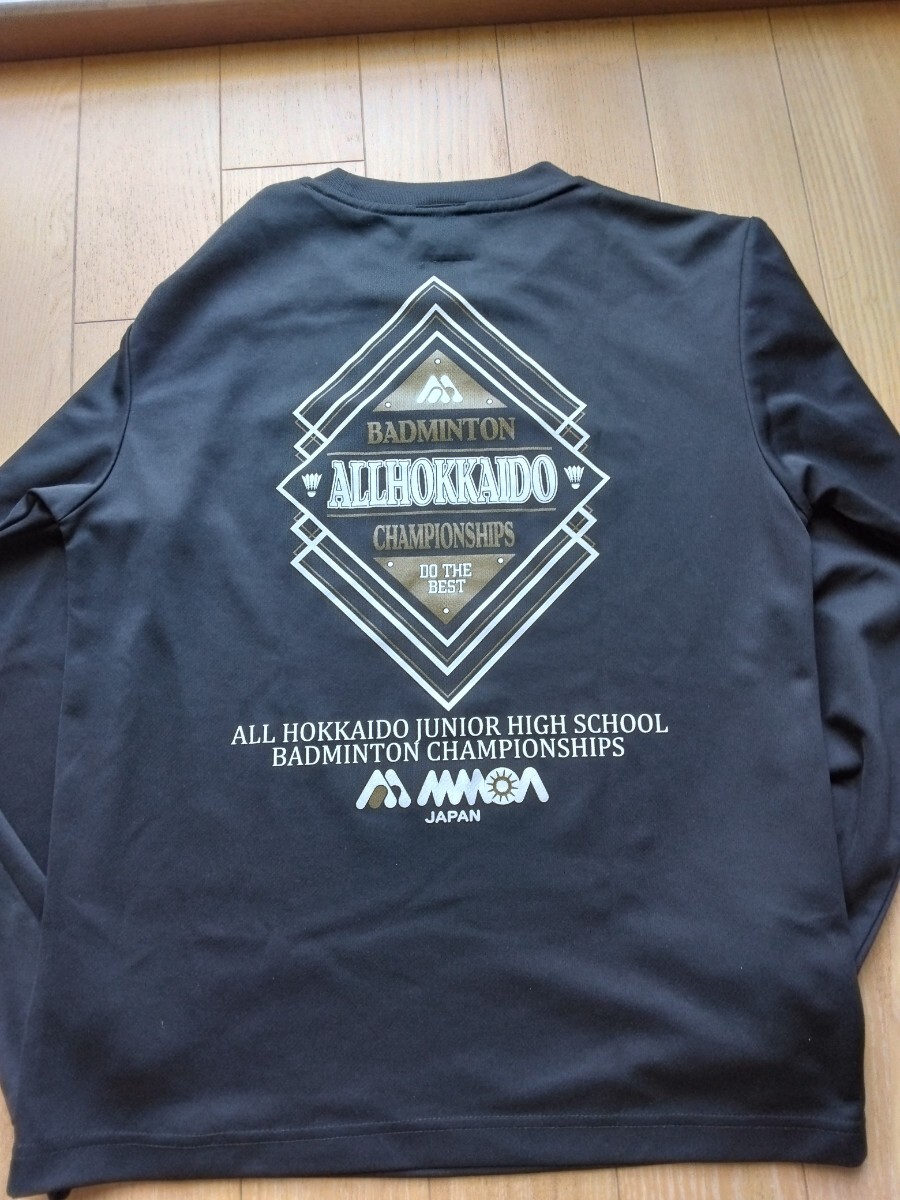 BADMINTON
ALLHOKKAIDO
CHAMPIONSHIPS
DO THE
BEST
ALL HOKKAIDO JUNIOR HIGH SCHOOL
BADMINTON CHAMPIONSHIPS
JAPAN